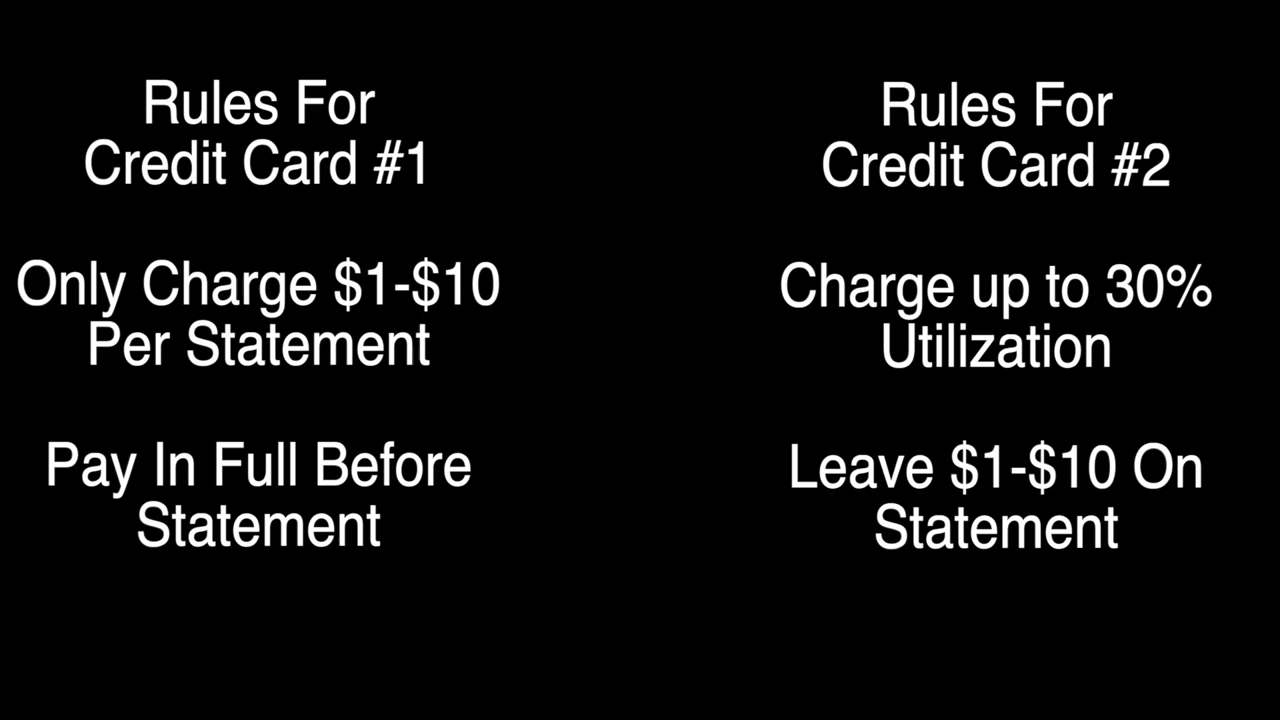 Rules For
Credit Card #1
Only Charge $1-$10
Per Statement
Pay In Full Before
Statement
Rules For
Credit Card #2
Charge up to 30%
Utilization
Leave $1-$10 On
Statement